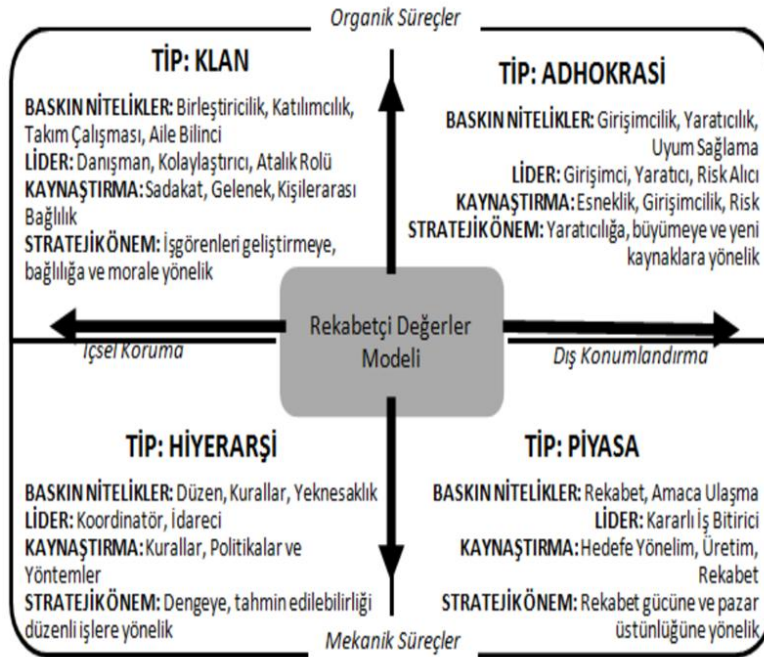 Organik Süreçler
TİP: KLAN
BASKIN NİTELİKLER: Birleştiricilik, Katılımcılık,
Takım Çalışması, Aile Bilinci
LİDER: Danışman, Kolaylaştırıcı, Atalık Rolü
KAYNAŞTIRMA: Sadakat, Gelenek, Kişilerarası
Bağlılık
STRATEJİK ÖNEM: İşgörenleri geliştirmeye,
bağlılığa ve morale yönelik
TİP: ADHOKRASİ
BASKIN NİTELİKLER: Girişimcilik, Yaratıcılık,
Uyum Sağlama
LİDER: Girişimci, Yaratıcı, Risk Alıcı
KAYNAŞTIRMA: Esneklik, Girişimcilik, Risk
STRATEJİK ÖNEM: Yaratıcılığa, büyümeye ve yeni
kaynaklara yönelik
Rekabetçi Değerler
Modeli
İçsel Koruma
Dış Konumlandırma
TİP: HİYERARŞİ
BASKIN NİTELİKLER: Düzen, Kurallar, Yeknesaklık
LİDER: Koordinatör, İdareci
KAYNAŞTIRMA: Kurallar, Politikalar ve
Yöntemler
STRATEJİK ÖNEM: Dengeye, tahmin edilebilirliği
düzenli işlere yönelik
TİP: PİYASA
BASKIN NİTELİKLER: Rekabet, Amaca Ulaşma
LİDER: Kararlı İş Bitirici
KAYNAŞTIRMA: Hedefe Yönelim, Üretim,
Rekabet
STRATEJİK ÖNEM: Rekabet gücüne ve pazar
üstünlüğüne yönelik
Mekanik Süreçler